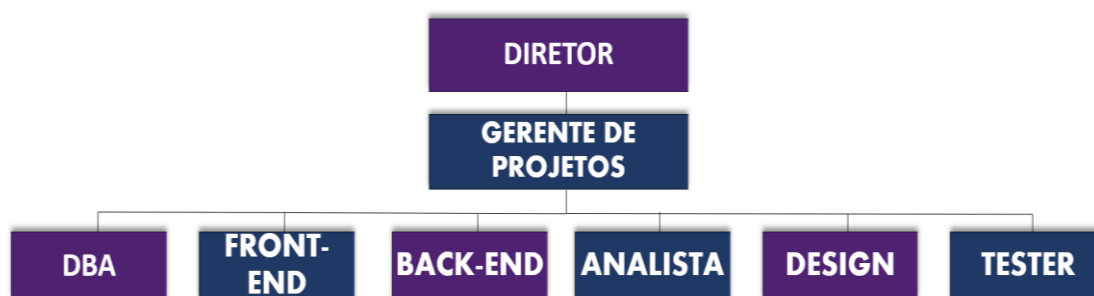 DIRETOR
GERENTE DE
PROJETOS
DBA
FRONT-
END
BACK-END
ANALISTA
DESIGN
TESTER